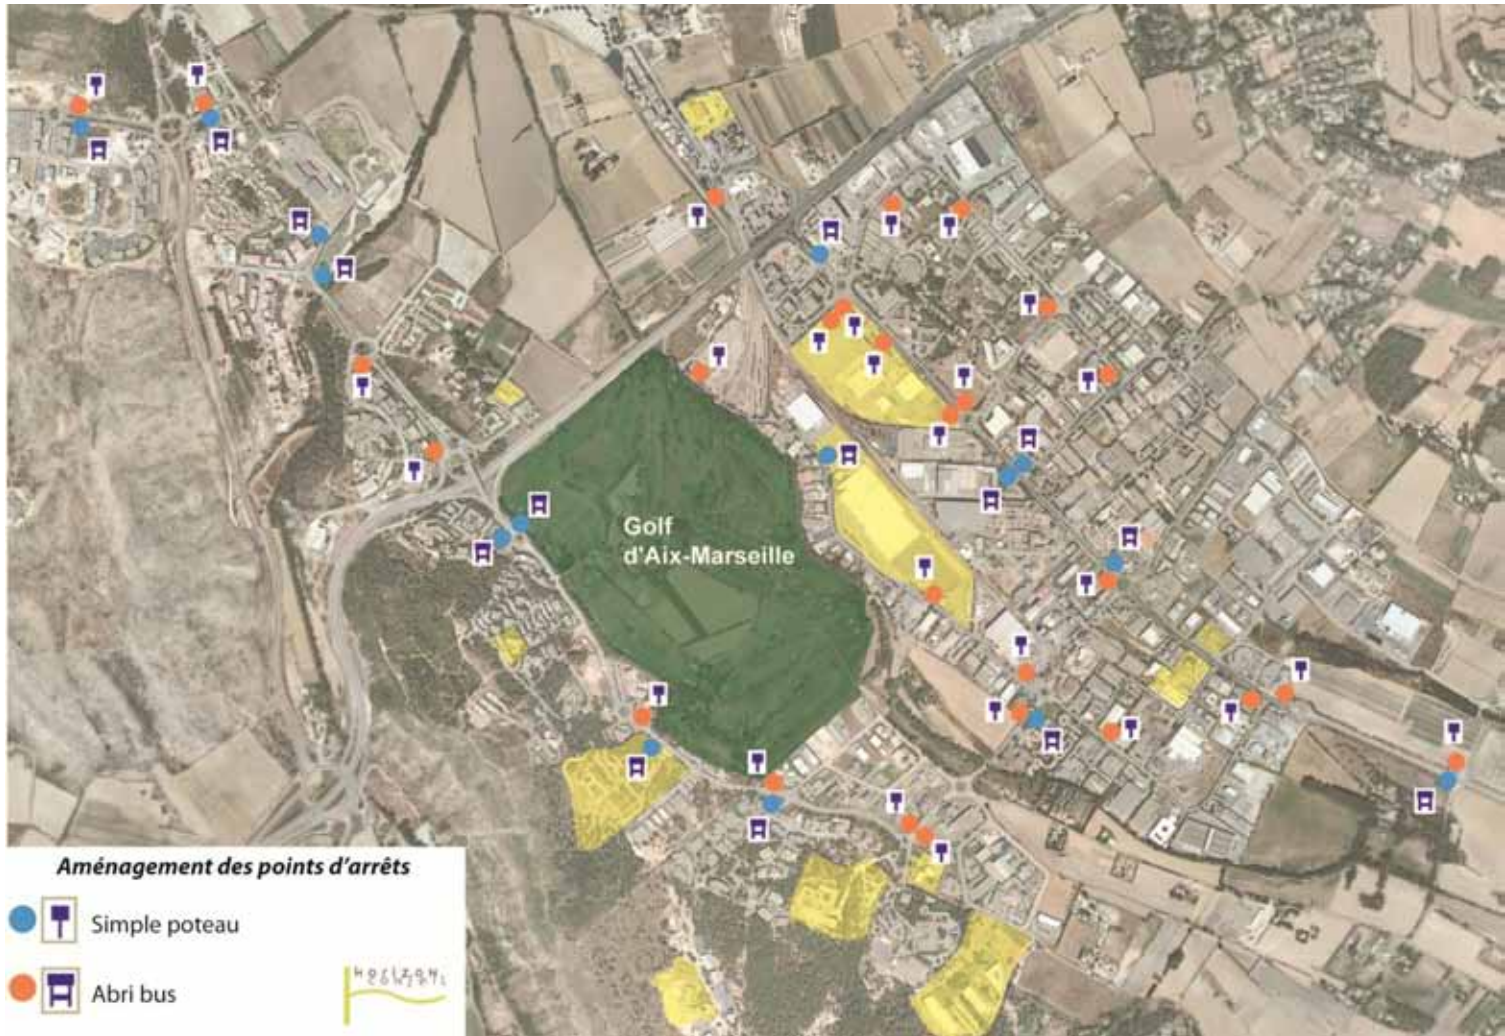 Golf
d'Aix-Marseille
Aménagement des points d'arrêts
Simple poteau
Abri bus